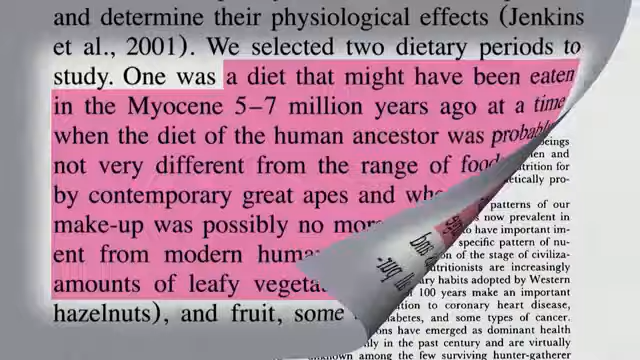 and determine their physiological effects (Jenkins
et al., 2001). We selected two dietary periods to
study. One was a diet that might have been eaten
in the Myocene 5–7 million years ago at a time
when the diet of the human ancestor was probably
not very different from the range of
by contemporary great apes and
make-up was possibly no
ent from modern
amounts of leafy
hazelnuts), and fruit, some
and
for
patterns of our
now prevalent in
have important im-
specific pattern of nu-
of the stage of civiliza-
are increasingly
habits adopted by Western
100 years make an important
to coronary heart disease,
and some types of cancer.
have emerged as dominant health
in the past century and are virtually
unknown among the few surviving hunter-gatherer